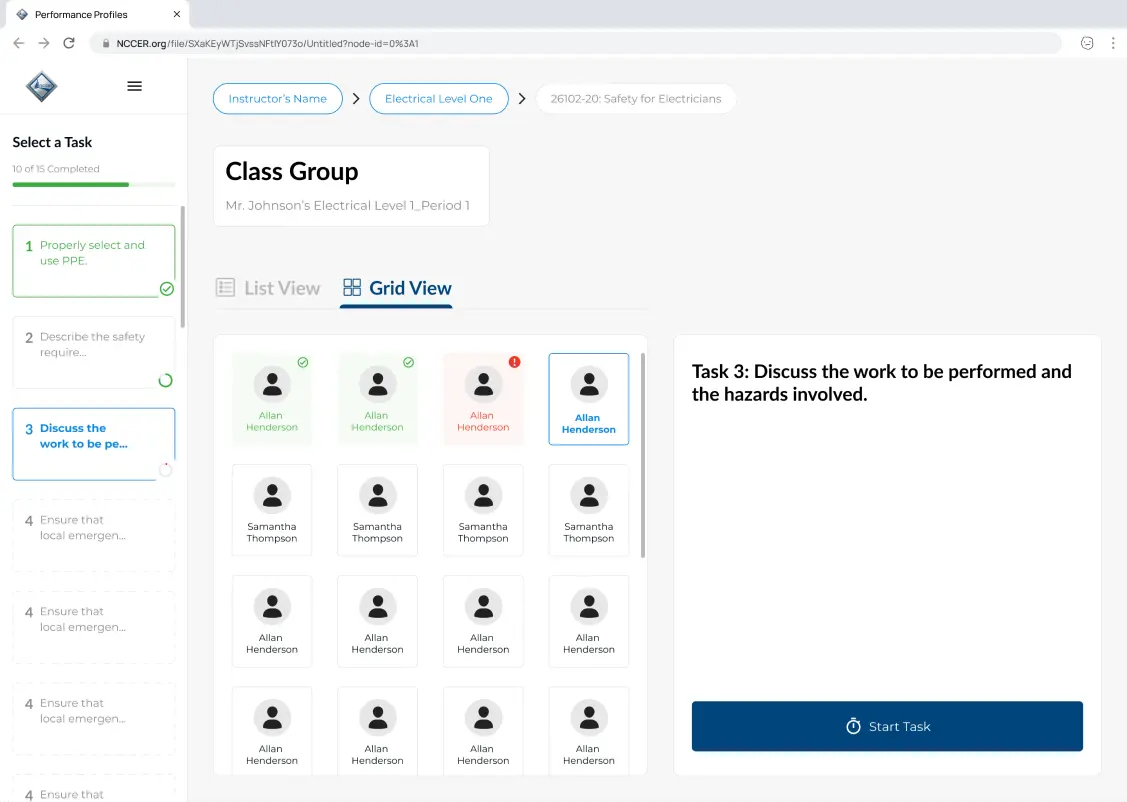 Performance Profiles
NCCER.org/file/SXaKEyWTjSvssNFtlY073o/Untitled?node-id=0%3A1
Instructor's Name
Electrical Level One
26102-20: Safety for Electricians
Select a Task
10 of 15 Completed
1 Properly select and
use PPE.
2 Describe the safety
require...
3 Discuss the
work to be pe...
4 Ensure that
local emergen...
4 Ensure that
local emergen...
4 Ensure that
local emergen...
4 Ensure that
Class Group
Mr. Johnson's Electrical Level 1_Period 1
List View
Grid View
Allan
Henderson
Allan
Henderson
Allan
Henderson
Allan
Henderson
Samantha
Thompson
Samantha
Thompson
Samantha
Thompson
Samantha
Thompson
Allan
Henderson
Allan
Henderson
Allan
Henderson
Allan
Henderson
Allan
Henderson
Allan
Henderson
Allan
Henderson
Allan
Henderson
Task 3: Discuss the work to be performed and
the hazards involved.
Start Task